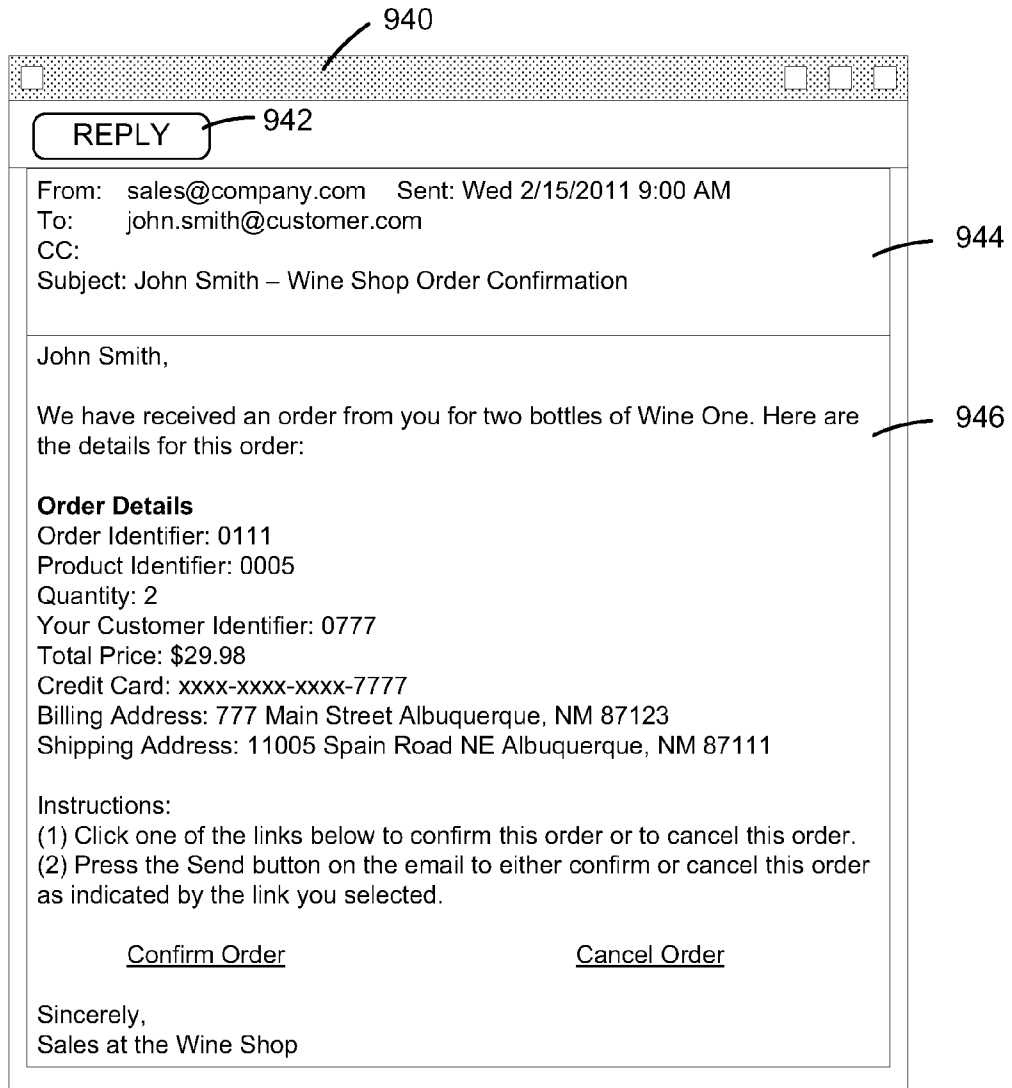 940
REPLY
942
From: sales@company.com Sent: Wed 2/15/2011 9:00 AM
To: john.smith@customer.com
CC:
944
Subject: John Smith – Wine Shop Order Confirmation
John Smith,
We have received an order from you for two bottles of Wine One. Here are
946
the details for this order:
Order Details
Order Identifier: 0111
Product Identifier: 0005
Quantity: 2
Your Customer Identifier: 0777
Total Price: $29.98
Credit Card: xxxx-xxxx-xxxx-7777
Billing Address: 777 Main Street Albuquerque, NM 87123
Shipping Address: 11005 Spain Road NE Albuquerque, NM 87111
Instructions:
(1) Click one of the links below to confirm this order or to cancel this order.
(2) Press the Send button on the email to either confirm or cancel this order
as indicated by the link you selected.
Confirm Order Cancel Order
Sincerely,
Sales at the Wine Shop